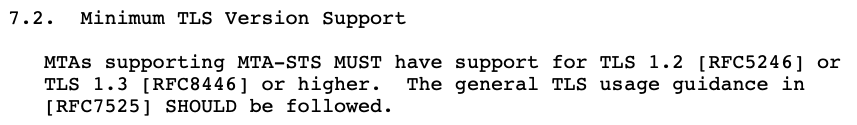 7.2.  Minimum TLS Version Support
MTAs supporting MTA-STS MUST have support for TLS 1.2 [RFC5246] or
TLS 1.3 [RFC8446] or higher.  The general TLS usage guidance in
[RFC7525] SHOULD be followed.